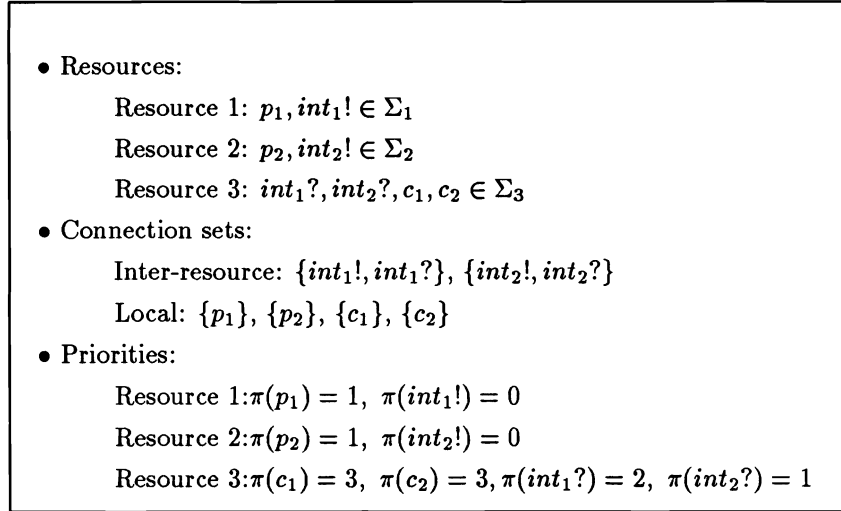 • Resources:
Resource 1: p₁, int₁! ∈ Σ₁
Resource 2: p₂, int₂! ∈ Σ₂
Resource 3: int₁?, int₂?, c₁, c₂ ∈ Σ₃
• Connection sets:
Inter-resource: {int₁!, int₁?}, {int₂!, int₂?}
Local: {p₁}, {p₂}, {c₁}, {c₂}
• Priorities:
Resource 1:π(p₁) = 1, π(int₁!) = 0
Resource 2:π(p₂) = 1, π(int₂!) = 0
Resource 3:π(c₁) = 3, π(c₂) = 3, π(int₁?) = 2, π(int₂?) = 1